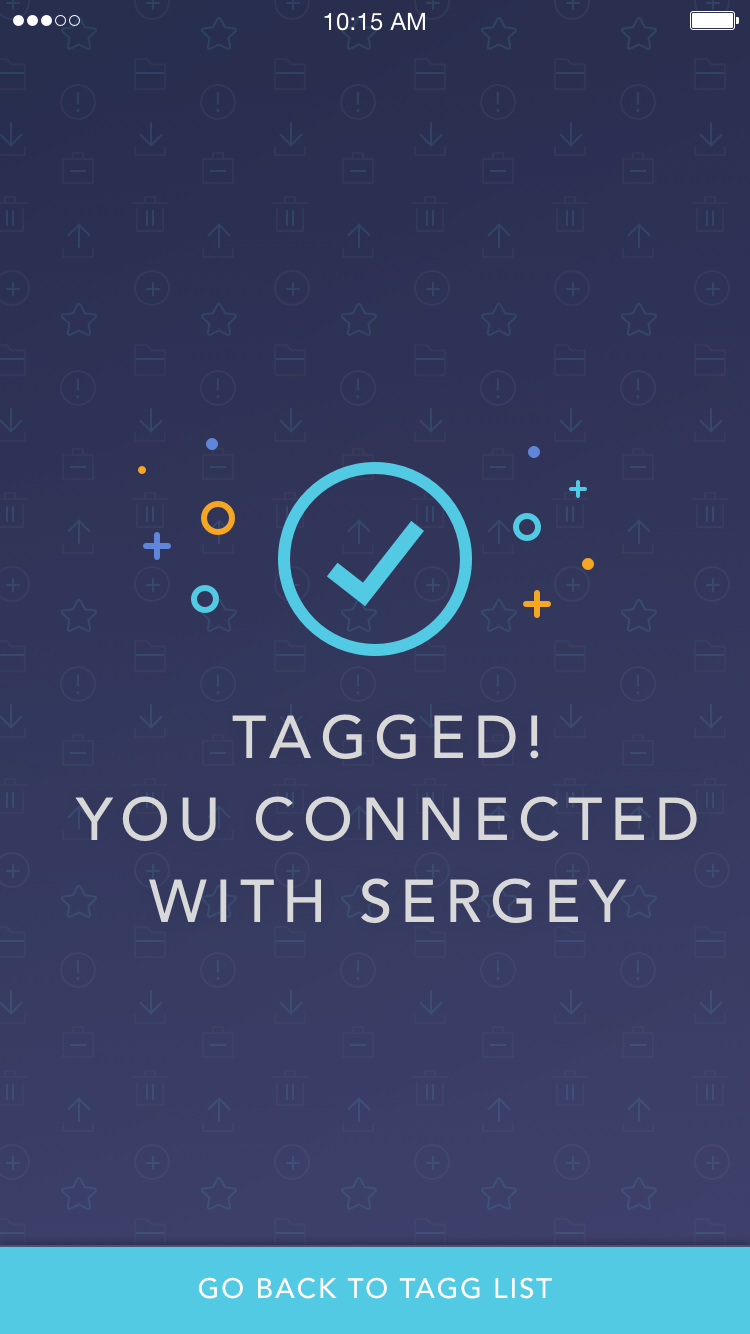 10:15 AM
TAGGED!
YOU CONNECTED
WITH SERGEY
GO BACK TO TAGG LIST